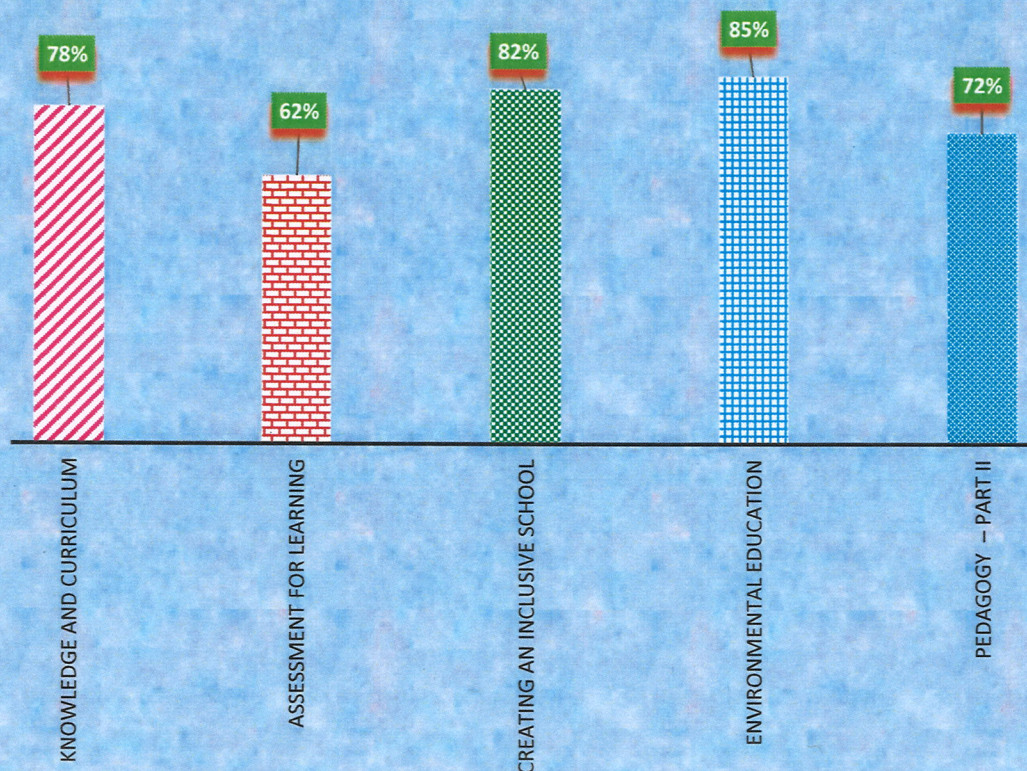 78%
62%
82%
85%
72%
KNOWLEDGE AND CURRICULUM
ASSESSMENT FOR LEARNING
CREATING AN INCLUSIVE SCHOOL
ENVIRONMENTAL EDUCATION
PEDAGOGY – PART II